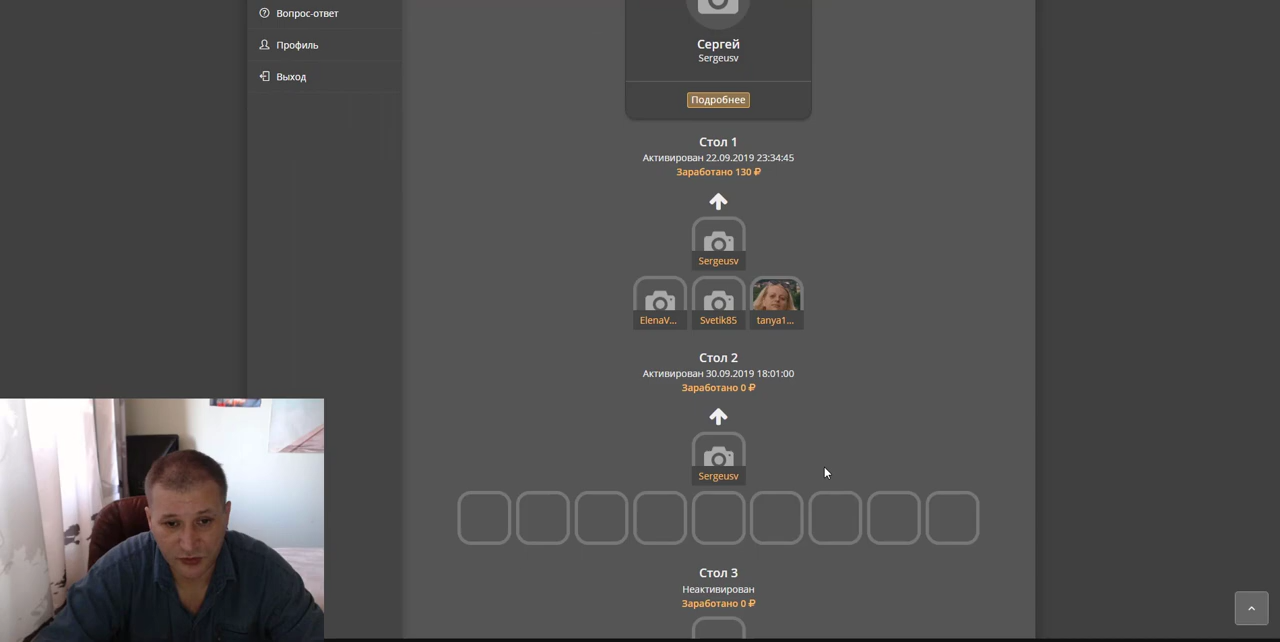 Вопрос-ответ
Профиль
Выход
Сергей
Sergeusv
Подробнее
Стол 1
Активирован 22.09.2019 23:34:45
Заработано 130 ₽
Sergeusv
ElenaV...
Svetik85
tanya1...
Стол 2
Активирован 30.09.2019 18:01:00
Заработано 0 ₽
Sergeusv
Стол 3
Неактивирован
Заработано 0 ₽